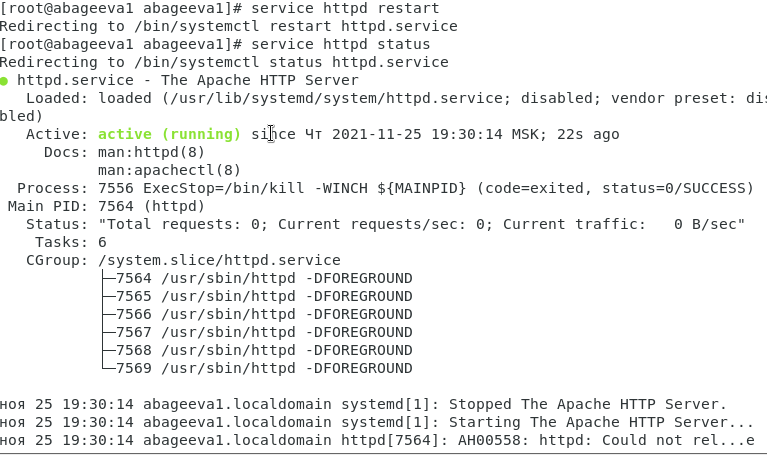 [root@abageeva1 abageeva1]# service httpd restart
Redirecting to /bin/systemctl restart httpd.service
[root@abageeva1 abageeva1]# service httpd status
Redirecting to /bin/systemctl status httpd.service
● httpd.service - The Apache HTTP Server
   Loaded: loaded (/usr/lib/systemd/system/httpd.service; disabled; vendor preset: dis
bled)
   Active: active (running) since Чт 2021-11-25 19:30:14 MSK; 22s ago
     Docs: man:httpd(8)
           man:apachectl(8)
  Process: 7556 ExecStop=/bin/kill -WINCH ${MAINPID} (code=exited, status=0/SUCCESS)
 Main PID: 7564 (httpd)
   Status: "Total requests: 0; Current requests/sec: 0; Current traffic:   0 B/sec"
    Tasks: 6
   CGroup: /system.slice/httpd.service
           ├─7564 /usr/sbin/httpd -DFOREGROUND
           ├─7565 /usr/sbin/httpd -DFOREGROUND
           ├─7566 /usr/sbin/httpd -DFOREGROUND
           ├─7567 /usr/sbin/httpd -DFOREGROUND
           ├─7568 /usr/sbin/httpd -DFOREGROUND
           └─7569 /usr/sbin/httpd -DFOREGROUND
ноя 25 19:30:14 abageeva1.localdomain systemd[1]: Stopped The Apache HTTP Server.
ноя 25 19:30:14 abageeva1.localdomain systemd[1]: Starting The Apache HTTP Server...
ноя 25 19:30:14 abageeva1.localdomain httpd[7564]: AH00558: httpd: Could not rel...e